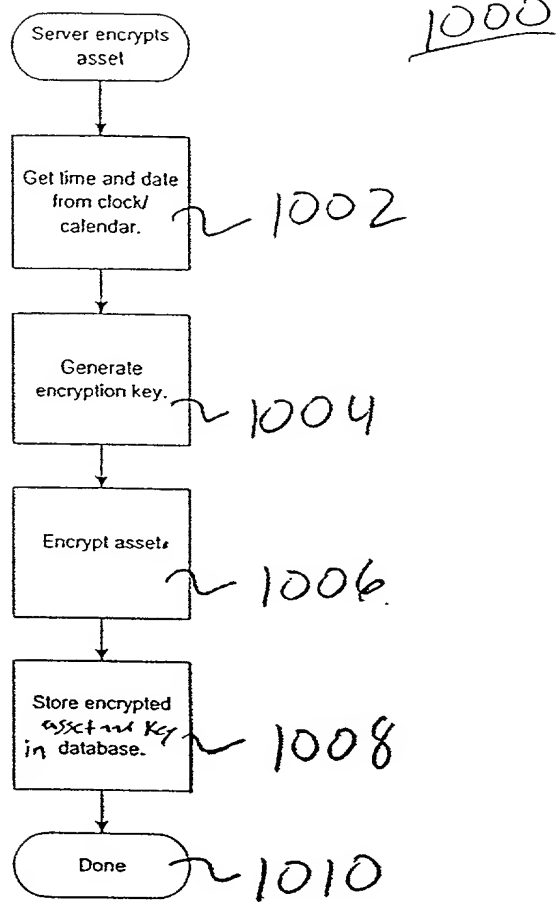 1000
Server encrypts
asset
Get time and date
from clock/
calendar.
1002
Generate
encryption key.
1004
Encrypt asset.
1006
Store encrypted
asset and key
in database.
1008
Done
1010